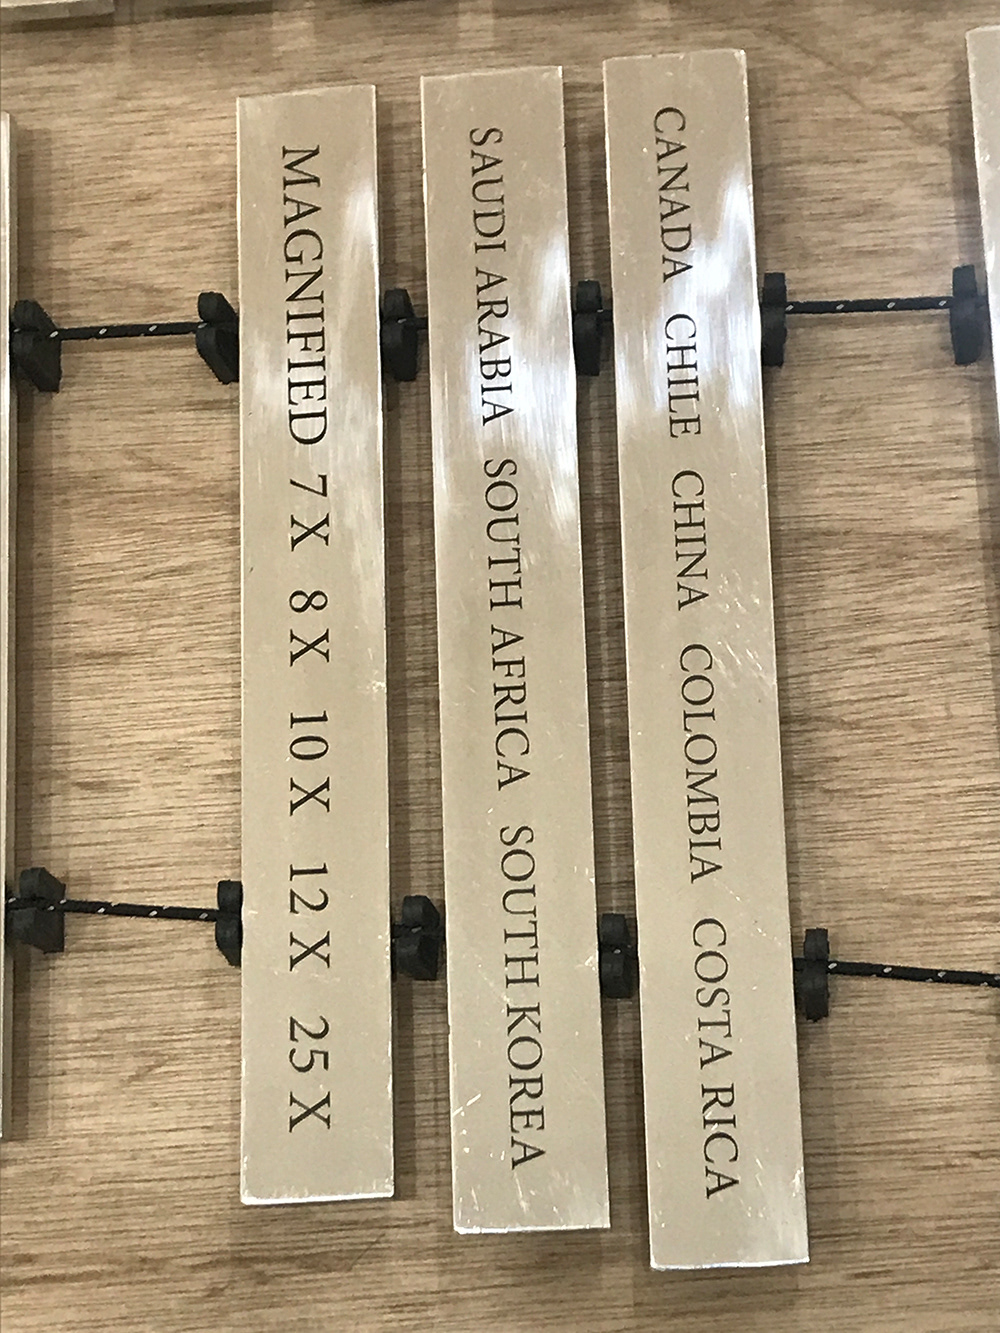 MAGNIFIED 7 X 8 X 10 X 12 X 25 X
SAUDI ARABIA SOUTH AFRICA SOUTH KOREA
CANADA CHILE CHINA COLOMBIA COSTA RICA